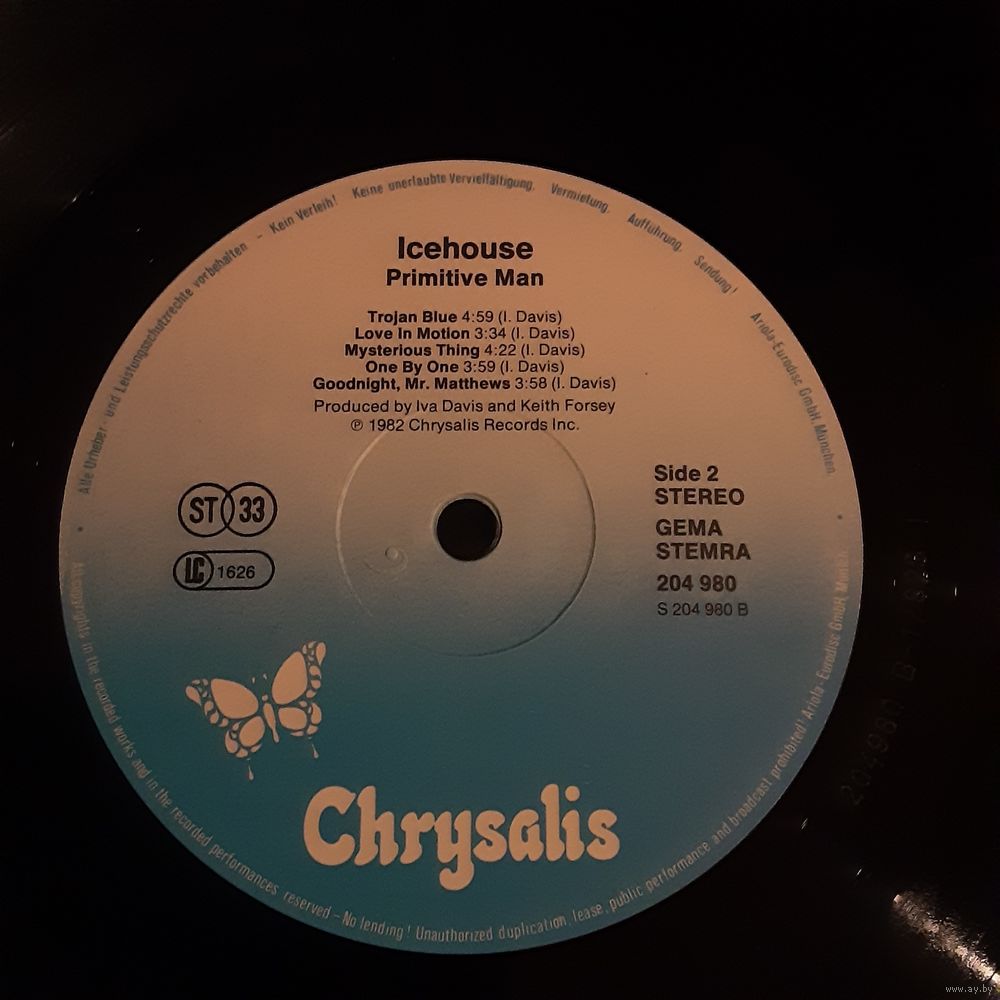 Alle Urheber- und Leistungsschutzrechte vorbehalten - Kein Verleih! Keine unerlaubte Vervielfältigung, Vermietung, Aufführung, Sendung! Ariola-Eurodisc GmbH, München.
Icehouse
Primitive Man
Trojan Blue 4:59 (I. Davis)
Love In Motion 3:34 (I. Davis)
Mysterious Thing 4:22 (I. Davis)
One By One 3:59 (I. Davis)
Goodnight, Mr. Matthews 3:58 (I. Davis)
Produced by Iva Davis and Keith Forsey
℗ 1982 Chrysalis Records Inc.
ST 33
LC 1626
Side 2
STEREO
GEMA
STEMRA
204 980
S 204 980 B
Chrysalis
All copyrights in the recorded works and in the recorded performances reserved - No lending! Unauthorized duplication, lease, public performance and broadcast prohibited! Ariola-Eurodisc GmbH, Munich
204980 B
www.ay.by